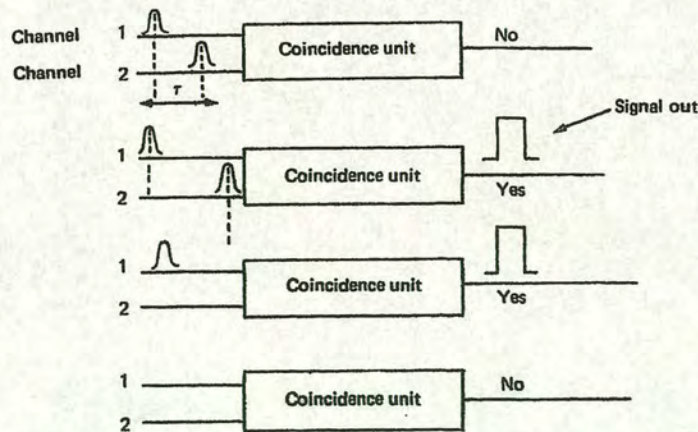 Channel 1 Coincidence unit No
Channel 2
τ
Signal out
1 Coincidence unit
2 Yes
1 Coincidence unit
2 Yes
1 Coincidence unit No
2